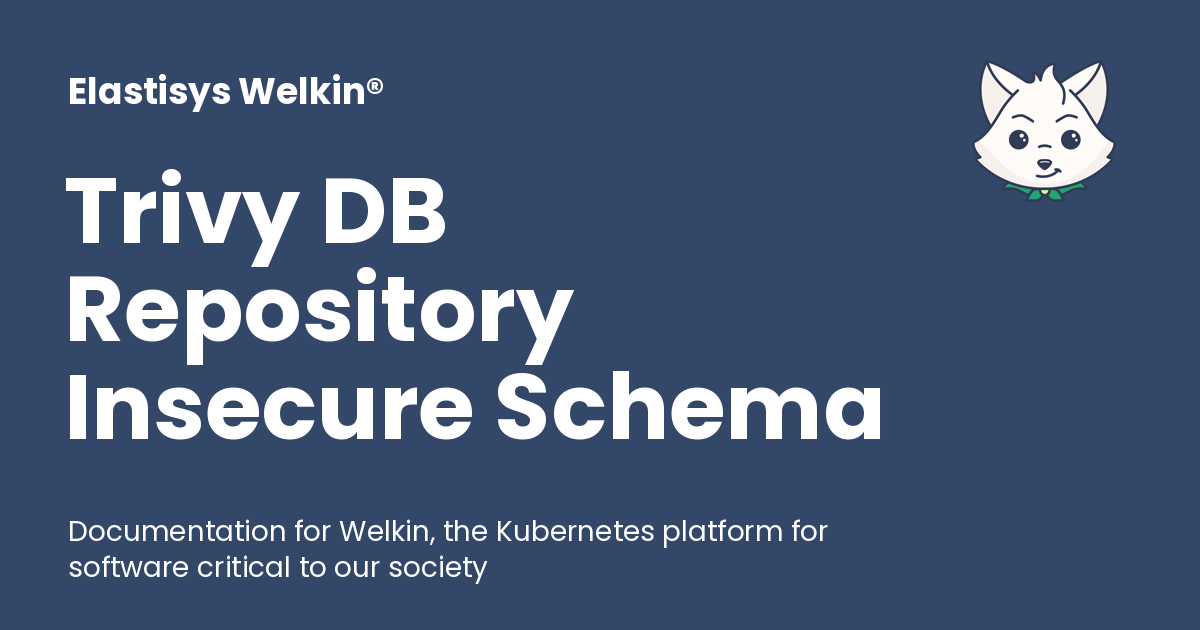 Elastisys Welkin®
Trivy DB
Repository
Insecure Schema
Documentation for Welkin, the Kubernetes platform for
software critical to our society